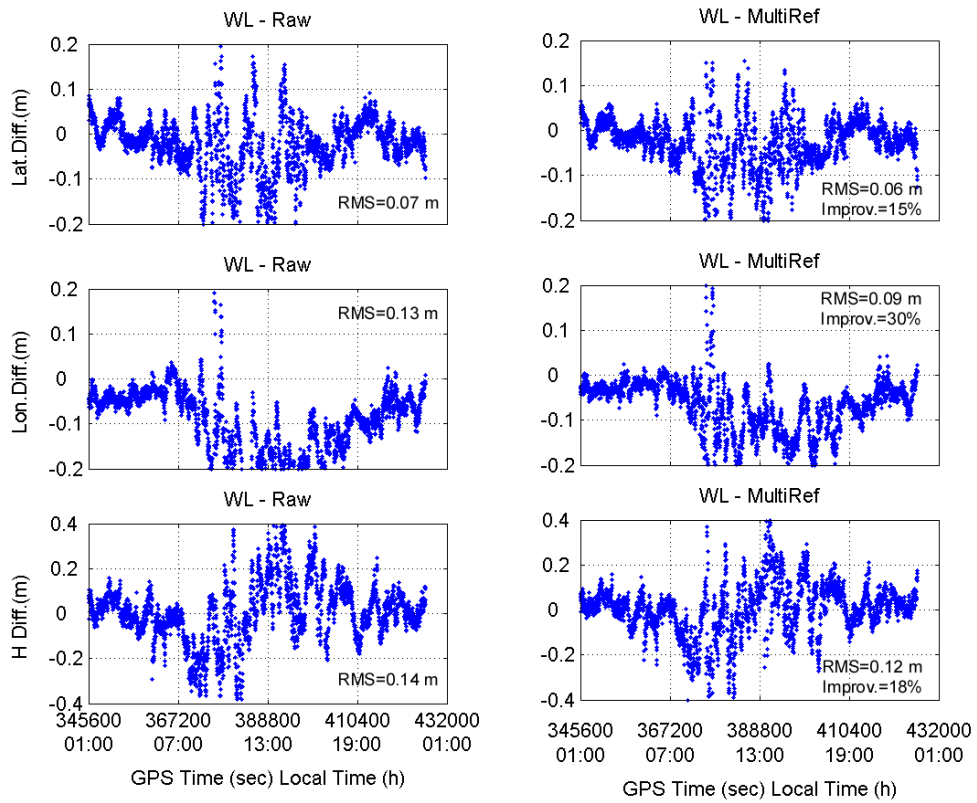 WL - Raw
0.2
0.1
0
-0.1
-0.2
Lat.Diff.(m)
RMS=0.07 m
WL - MultiRef
0.2
0.1
0
-0.1
-0.2
RMS=0.06 m
Improv.=15%
WL - Raw
0.2
0.1
0
-0.1
-0.2
Lon.Diff.(m)
RMS=0.13 m
WL - MultiRef
0.2
0.1
0
-0.1
-0.2
RMS=0.09 m
Improv.=30%
WL - Raw
0.4
0.2
0
-0.2
-0.4
H Diff.(m)
RMS=0.14 m
345600 367200 388800 410400 432000
01:00 07:00 13:00 19:00 01:00
GPS Time (sec) Local Time (h)
WL - MultiRef
0.4
0.2
0
-0.2
-0.4
RMS=0.12 m
Improv.=18%
345600 367200 388800 410400 432000
01:00 07:00 13:00 19:00 01:00
GPS Time (sec) Local Time (h)